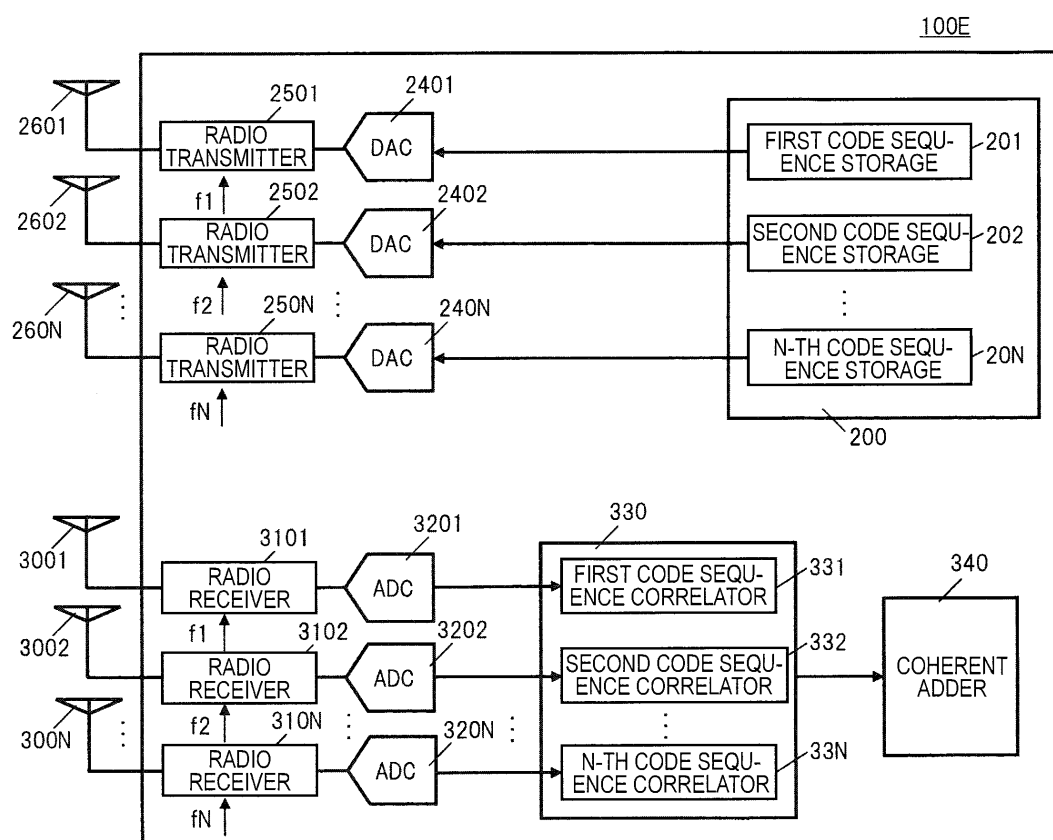 100E
2601
2501
RADIO
TRANSMITTER
2401
DAC
FIRST CODE SEQU-
ENCE STORAGE
201
f1
2602
2502
RADIO
TRANSMITTER
2402
DAC
SECOND CODE SEQU-
ENCE STORAGE
202
f2
260N
250N
RADIO
TRANSMITTER
240N
DAC
N-TH CODE SEQU-
ENCE STORAGE
20N
fN
200
3001
3101
RADIO
RECEIVER
3201
ADC
330
FIRST CODE SEQU-
ENCE CORRELATOR
331
340
f1
3002
3102
RADIO
RECEIVER
3202
ADC
SECOND CODE SEQU-
ENCE CORRELATOR
332
COHERENT
ADDER
f2
300N
310N
RADIO
RECEIVER
320N
ADC
N-TH CODE SEQU-
ENCE CORRELATOR
33N
fN